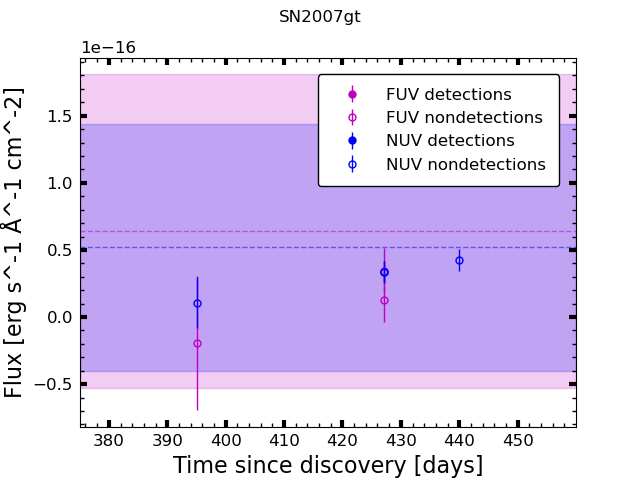 SN2007gt
1e−16
FUV detections
FUV nondetections
NUV detections
NUV nondetections
1.5
1.0
0.5
0.0
−0.5
Flux [erg s^-1 Å^-1 cm^-2]
380 390 400 410 420 430 440 450
Time since discovery [days]